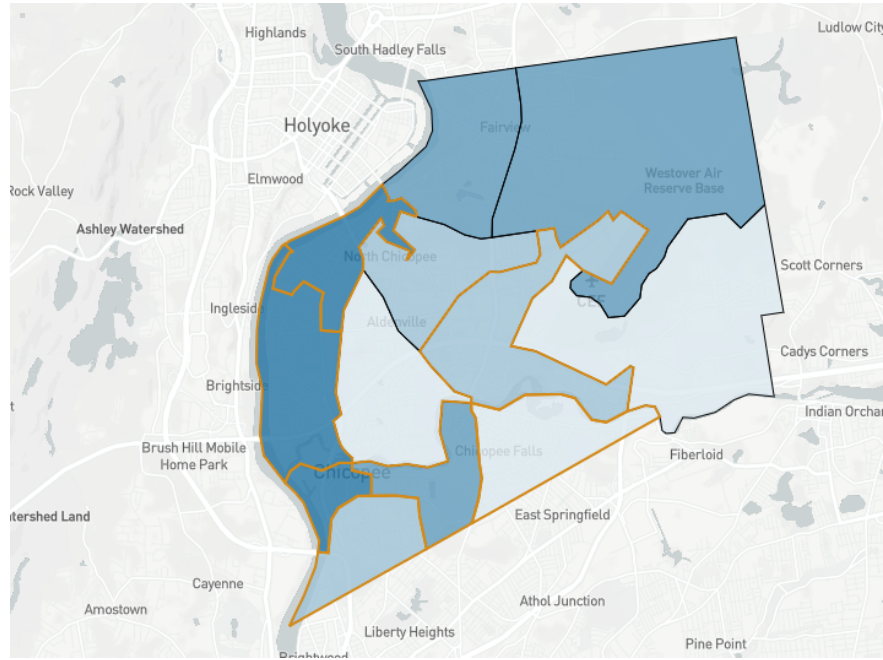 Highlands
Ludlow City
South Hadley Falls
Holyoke
Fairview
Elmwood
Westover Air
Reserve Base
Rock Valley
Ashley Watershed
North Chicopee
Scott Corners
CEF
Ingleside
Aldenville
Cadys Corners
Brightside
Indian Orchar
Brush Hill Mobile
Home Park
Chicopee Falls
Fiberloid
Chicopee
tershed Land
East Springfield
Cayenne
Athol Junction
Amostown
Liberty Heights
Pine Point
Brightwood